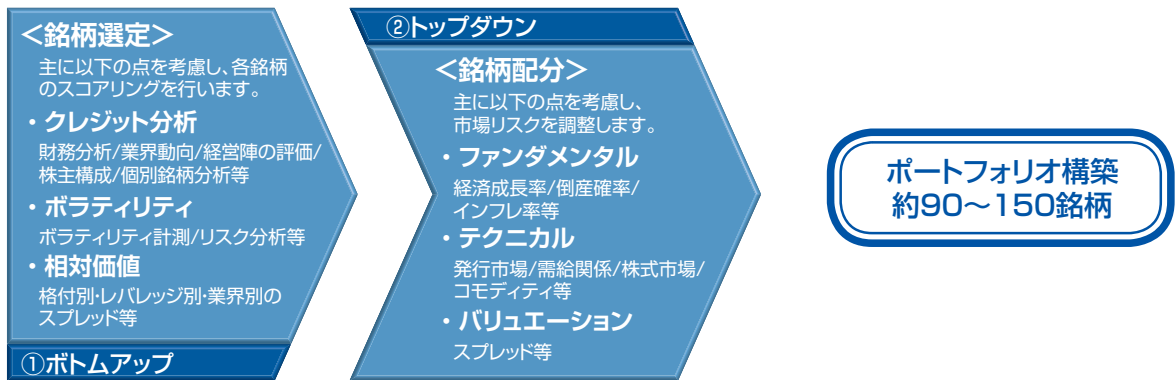 ＜銘柄選定＞
主に以下の点を考慮し、各銘柄
のスコアリングを行います。
・クレジット分析
財務分析/業界動向/経営陣の評価/
株主構成/個別銘柄分析等
・ボラティリティ
ボラティリティ計測/リスク分析等
・相対価値
格付別・レバレッジ別・業界別の
スプレッド等
①ボトムアップ
②トップダウン
＜銘柄配分＞
主に以下の点を考慮し、
市場リスクを調整します。
・ファンダメンタル
経済成長率/倒産確率/
インフレ率等
・テクニカル
発行市場/需給関係/株式市場/
コモディティ等
・バリュエーション
スプレッド等
ポートフォリオ構築
約90〜150銘柄